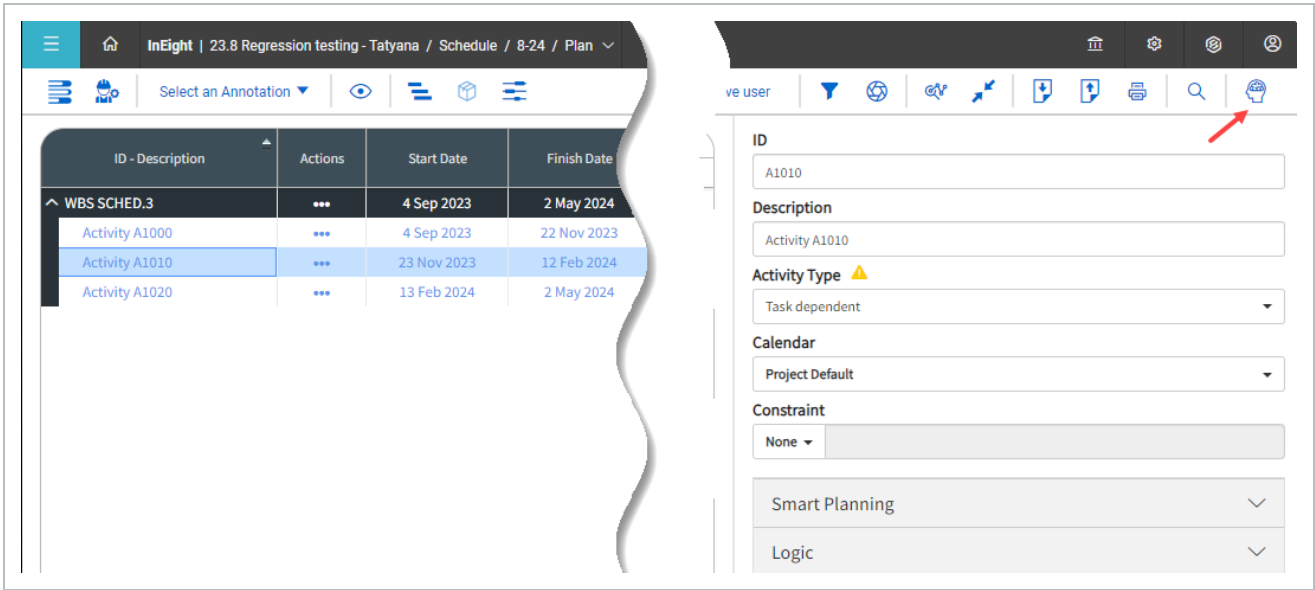 InEight | 23.8 Regression testing - Tatyana / Schedule / 8-24 / Plan
Select an Annotation
ve user
ID - Description Actions Start Date Finish Date
WBS SCHED.3 ••• 4 Sep 2023 2 May 2024
Activity A1000 ••• 4 Sep 2023 22 Nov 2023
Activity A1010 ••• 23 Nov 2023 12 Feb 2024
Activity A1020 ••• 13 Feb 2024 2 May 2024
ID
A1010
Description
Activity A1010
Activity Type
Task dependent
Calendar
Project Default
Constraint
None
Smart Planning
Logic